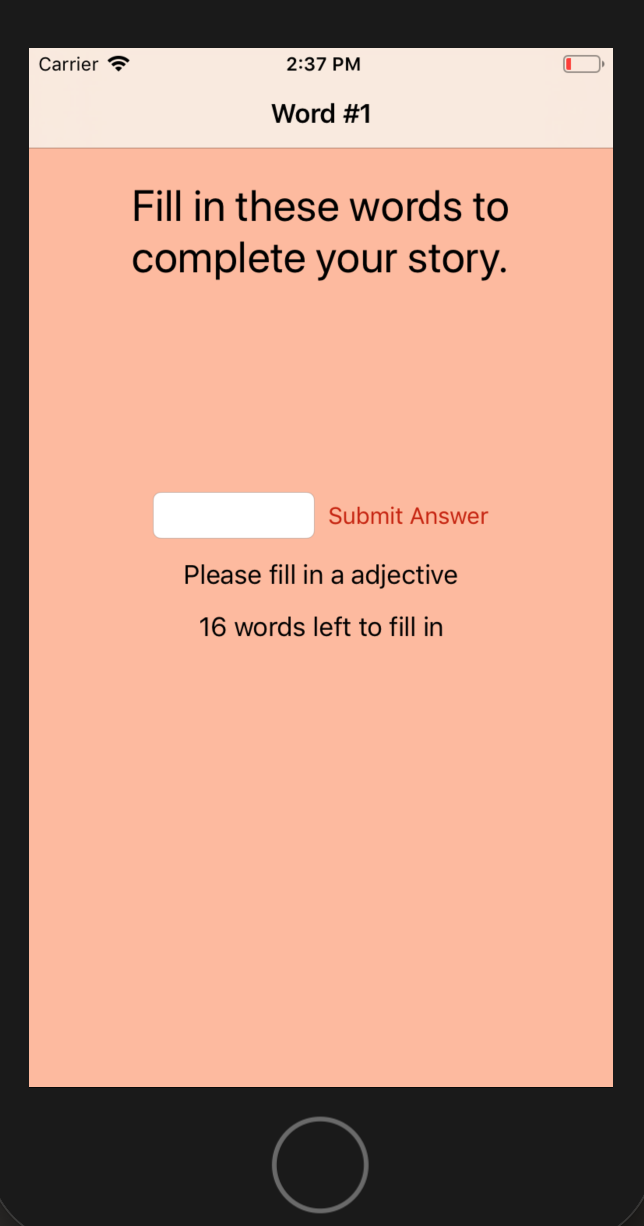 Carrier 2:37 PM
Word #1
Fill in these words to
complete your story.
Submit Answer
Please fill in a adjective
16 words left to fill in